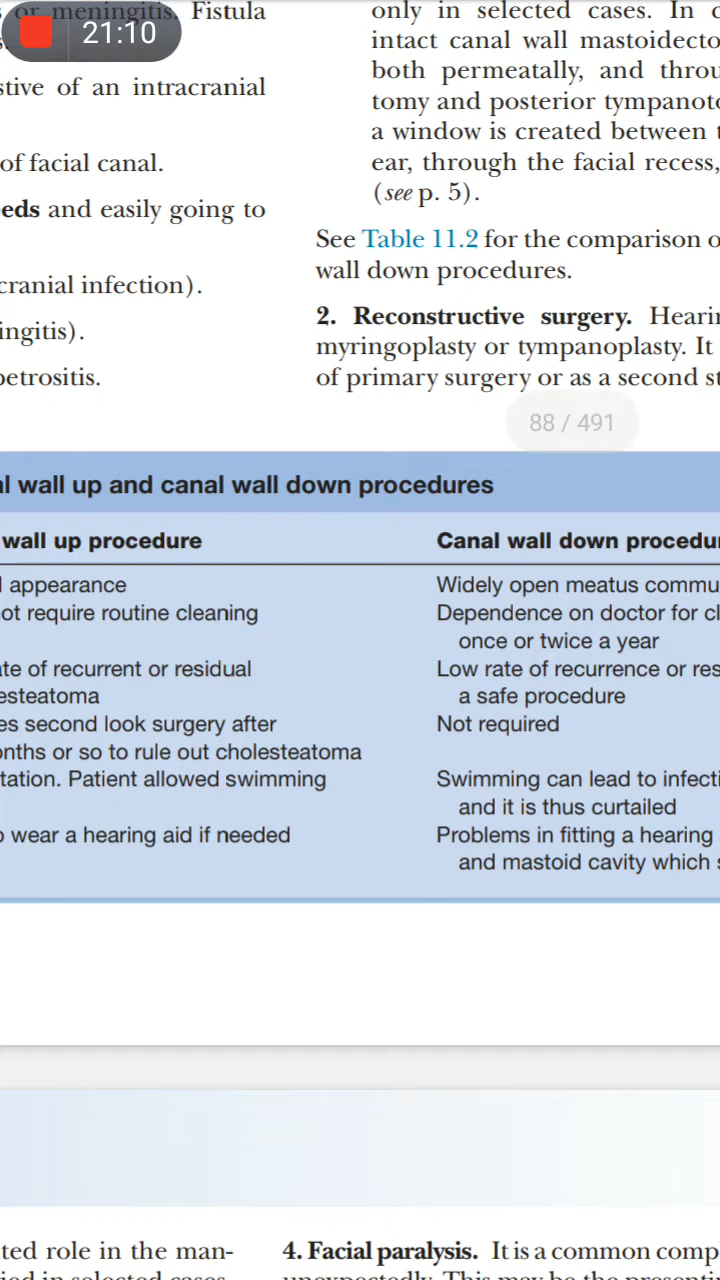 or meningitis. Fistula
21:10
stive of an intracranial
of facial canal.
eds and easily going to
cranial infection).
ingitis).
petrositis.
only in selected cases. In
intact canal wall mastoidecto
both permeatally, and throu
tomy and posterior tympanoto
a window is created between t
ear, through the facial recess,
(see p. 5).
See Table 11.2 for the comparison o
wall down procedures.
2. Reconstructive surgery. Hearin
myringoplasty or tympanoplasty. It
of primary surgery or as a second st
88 / 491
al wall up and canal wall down procedures
wall up procedure
Canal wall down procedur
appearance
Widely open meatus commu
not require routine cleaning
Dependence on doctor for cl
once or twice a year
ate of recurrent or residual
Low rate of recurrence or res
esteatoma
a safe procedure
es second look surgery after
Not required
onths or so to rule out cholesteatoma
tation. Patient allowed swimming
Swimming can lead to infecti
and it is thus curtailed
o wear a hearing aid if needed
Problems in fitting a hearing
and mastoid cavity which s
ted role in the man-
4. Facial paralysis. It is a common compl